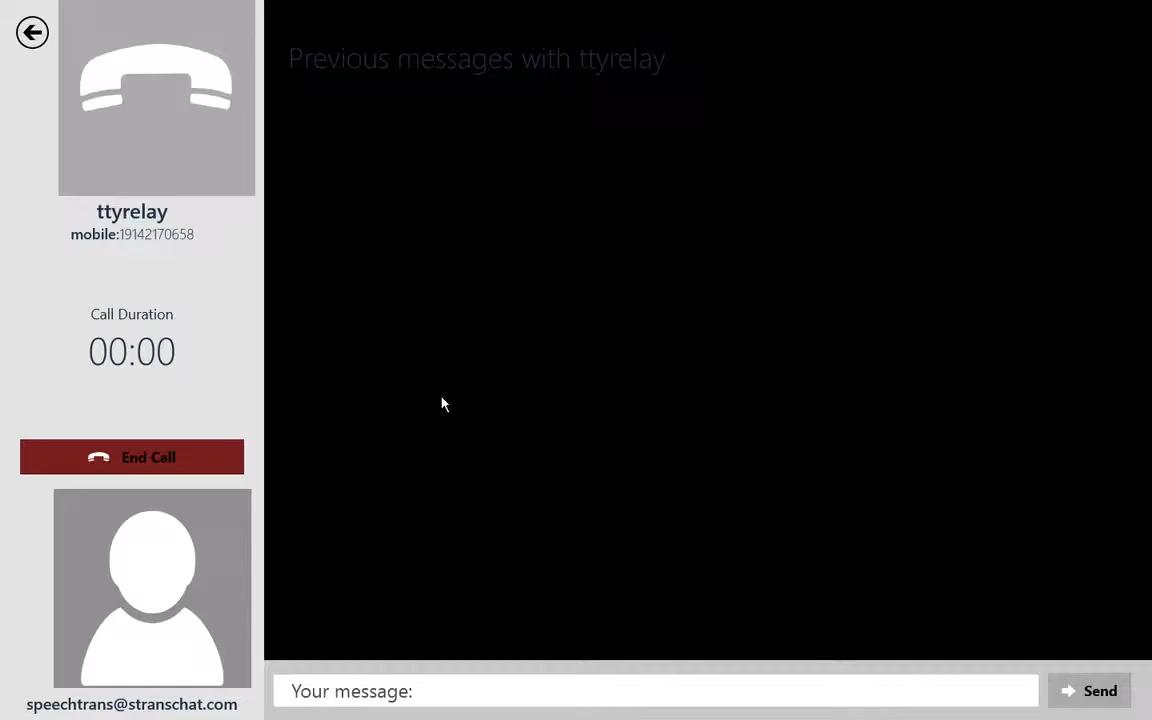 Previous messages with ttyrelay
ttyrelay
mobile:19142170658
Call Duration
00:00
End Call
speechtrans@stranschat.com
Your message:
Send